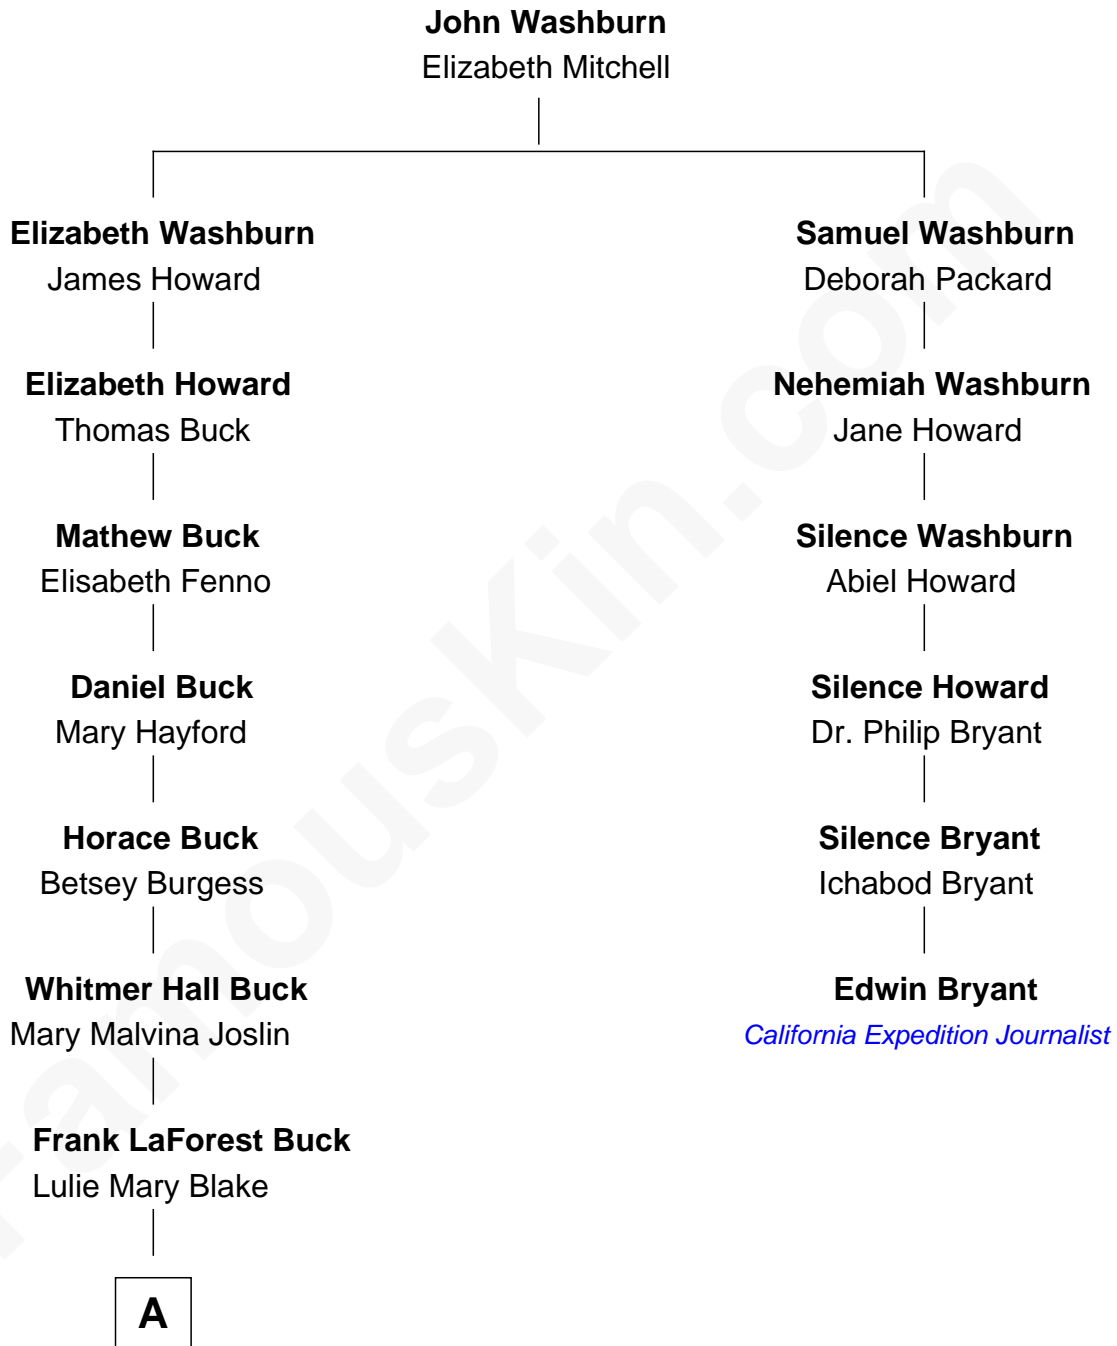 John Washburn
Elizabeth Mitchell
Elizabeth Washburn
James Howard
Samuel Washburn
Deborah Packard
Elizabeth Howard
Thomas Buck
Nehemiah Washburn
Jane Howard
Mathew Buck
Elisabeth Fenno
Silence Washburn
Abiel Howard
Daniel Buck
Mary Hayford
Silence Howard
Dr. Philip Bryant
Horace Buck
Betsey Burgess
Silence Bryant
Ichabod Bryant
Whitmer Hall Buck
Mary Malvina Joslin
Edwin Bryant
California Expedition Journalist
Frank LaForest Buck
Lulie Mary Blake
A
FamousKin.com